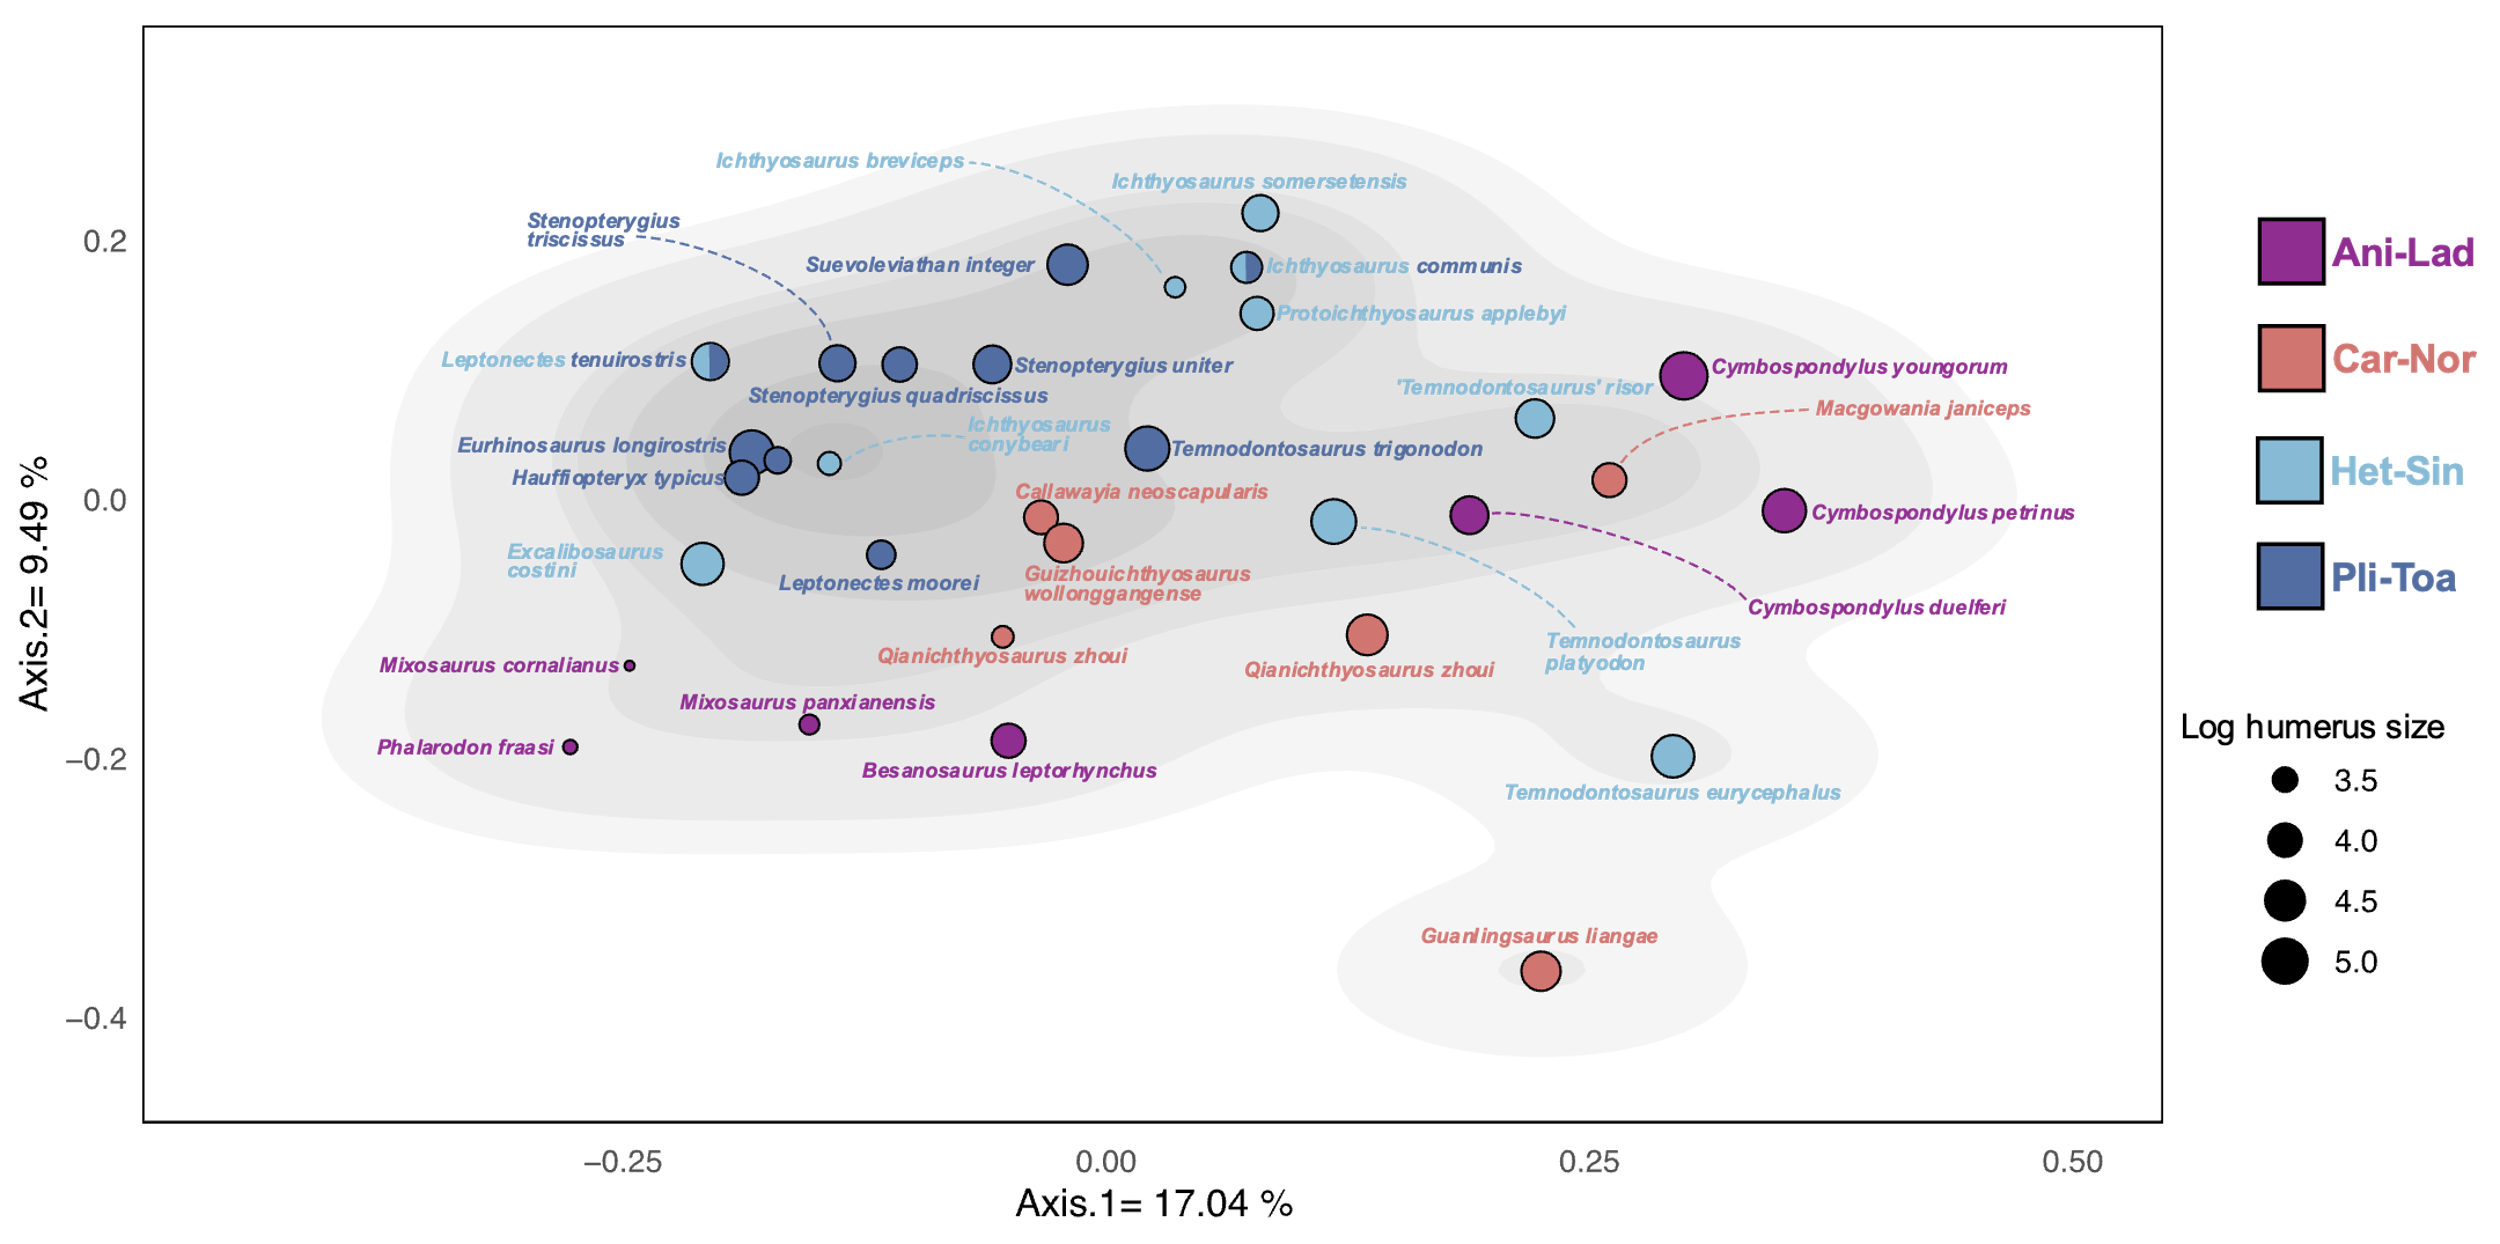 Ichthyosaurus breviceps
Ichthyosaurus somersetensis
Stenopterygius
triscissus
Suevoleviathan integer
Ichthyosaurus communis
Protoichthyosaurus applebyi
Leptonectes tenuirostris
Stenopterygius uniter
Cymbospondylus youngorum
'Temnodontosaurus' risor
Stenopterygius quadriscissus
Macgowania janiceps
Ichthyosaurus
conybeari
Eurhinosaurus longirostris
Temnodontosaurus trigonodon
Hauffiopteryx typicus
Callawayia neoscapularis
Cymbospondylus petrinus
Excalibosaurus
costini
Leptonectes moorei
Guizhouichthyosaurus
wollonggangense
Cymbospondylus duelferi
Temnodontosaurus
platyodon
Qianichthyosaurus zhoui
Qianichthyosaurus zhoui
Mixosaurus cornalianus
Mixosaurus panxianensis
Phalarodon fraasi
Besanosaurus leptorhynchus
Temnodontosaurus eurycephalus
Guanlingsaurus liangae
0.2
0.0
−0.2
−0.4
Axis.2= 9.49 %
−0.25
0.00
0.25
0.50
Axis.1= 17.04 %
Ani-Lad
Car-Nor
Het-Sin
Pli-Toa
Log humerus size
3.5
4.0
4.5
5.0